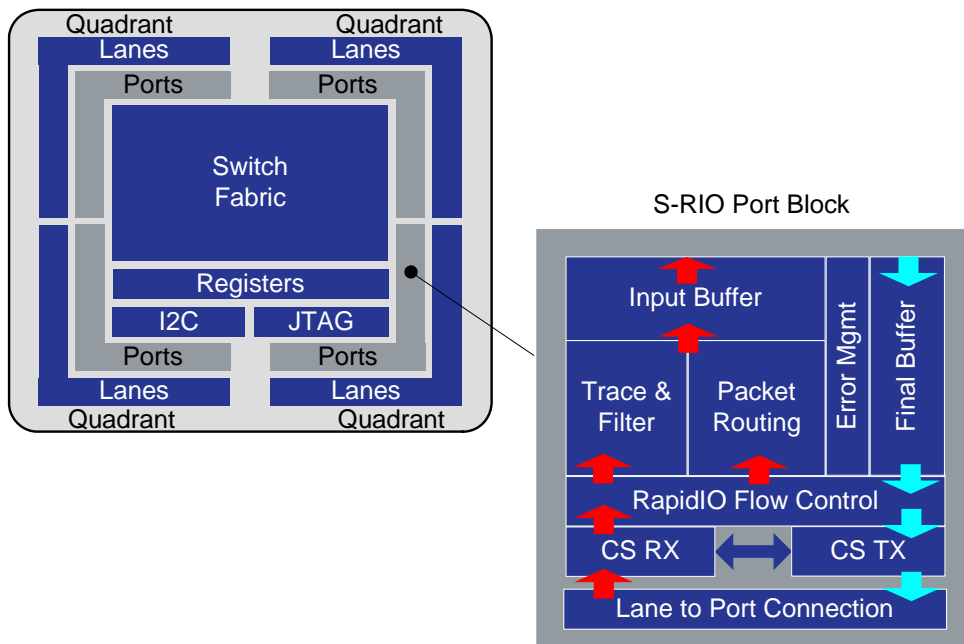 Quadrant
Quadrant
Lanes
Lanes
Ports
Ports
Switch
Fabric
Registers
I2C
JTAG
Ports
Ports
Lanes
Lanes
Quadrant
Quadrant
S-RIO Port Block
Input Buffer
Error Mgmt
Final Buffer
Trace &
Filter
Packet
Routing
RapidIO Flow Control
CS RX
CS TX
Lane to Port Connection